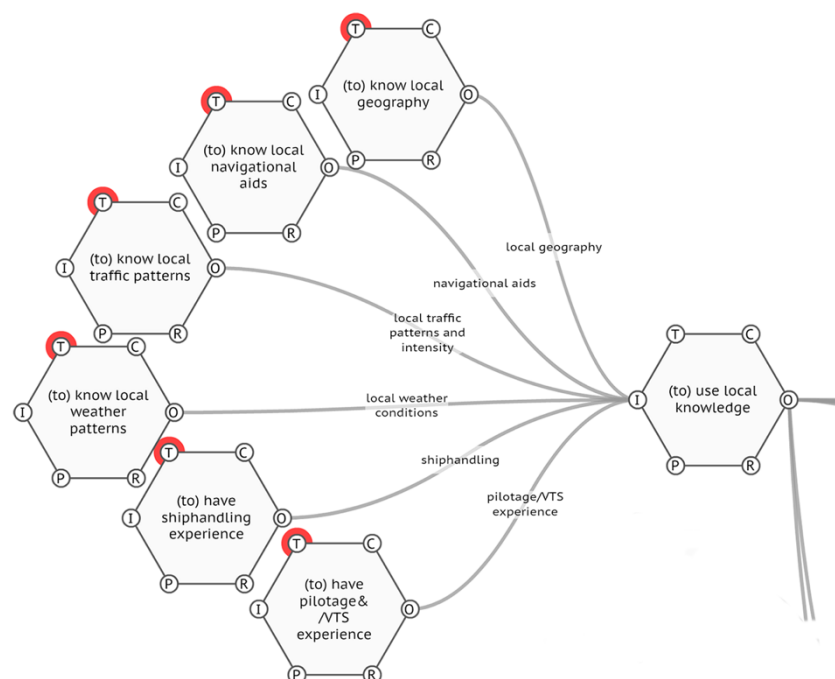 T
C
I
(to) know local
geography
O
P
R
T
C
I
(to) know local
navigational
aids
O
P
R
T
C
I
(to) know local
traffic patterns
O
P
R
T
C
I
(to) know local
weather
patterns
O
P
R
T
C
I
(to) have
shiphandling
experience
O
P
R
T
C
I
(to) have
pilotage&
/VTS
experience
O
P
R
local geography
navigational aids
local traffic
patterns and
intensity
local weather
conditions
shiphandling
pilotage/VTS
experience
T
C
I
(to) use local
knowledge
O
P
R